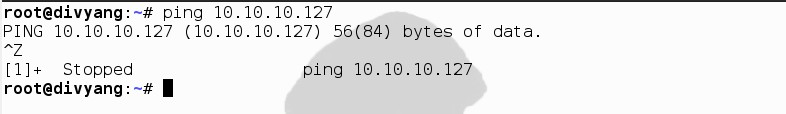 root@divyang:~# ping 10.10.10.127
PING 10.10.10.127 (10.10.10.127) 56(84) bytes of data.
^Z
[1]+  Stopped                 ping 10.10.10.127
root@divyang:~#